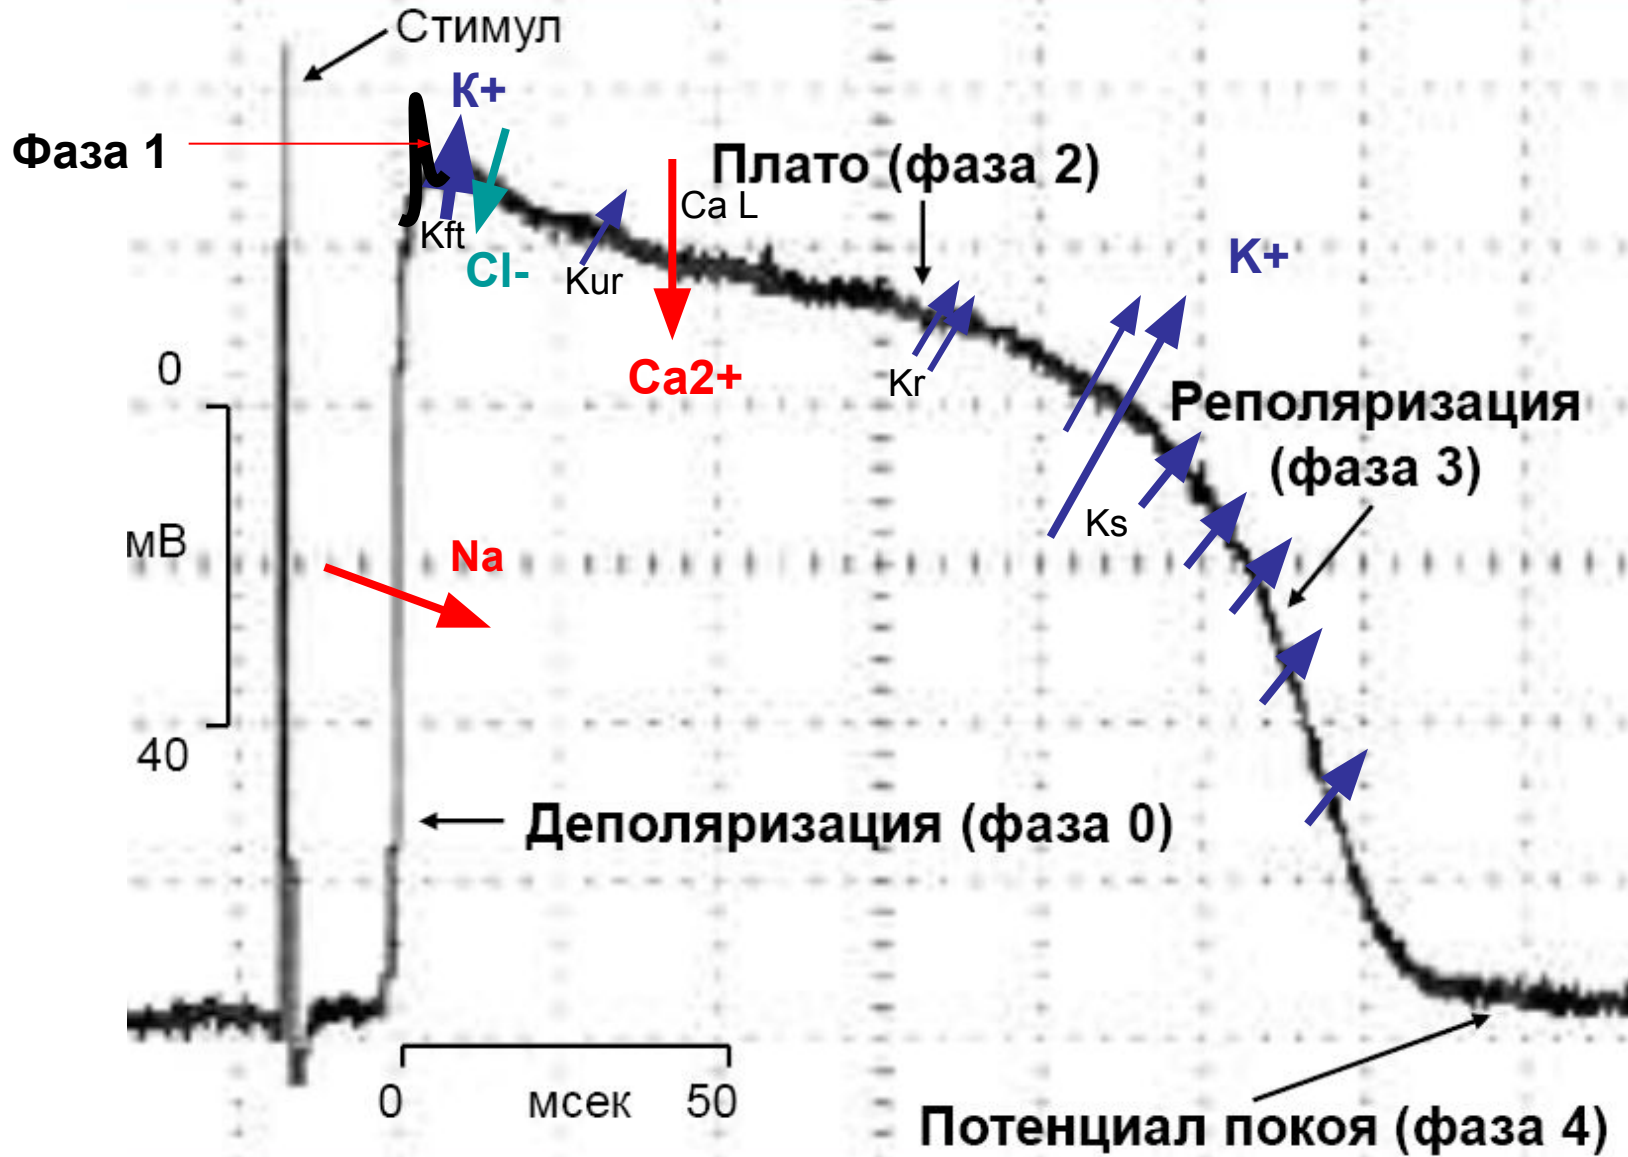 Стимул
К+
Фаза 1
Плато (фаза 2)
Ca L
Kft
Cl-
Kur
K+
0
Ca2+
Kr
Реполяризация
(фаза 3)
Ks
мВ
Na
40
Деполяризация (фаза 0)
0
мсек
50
Потенциал покоя (фаза 4)